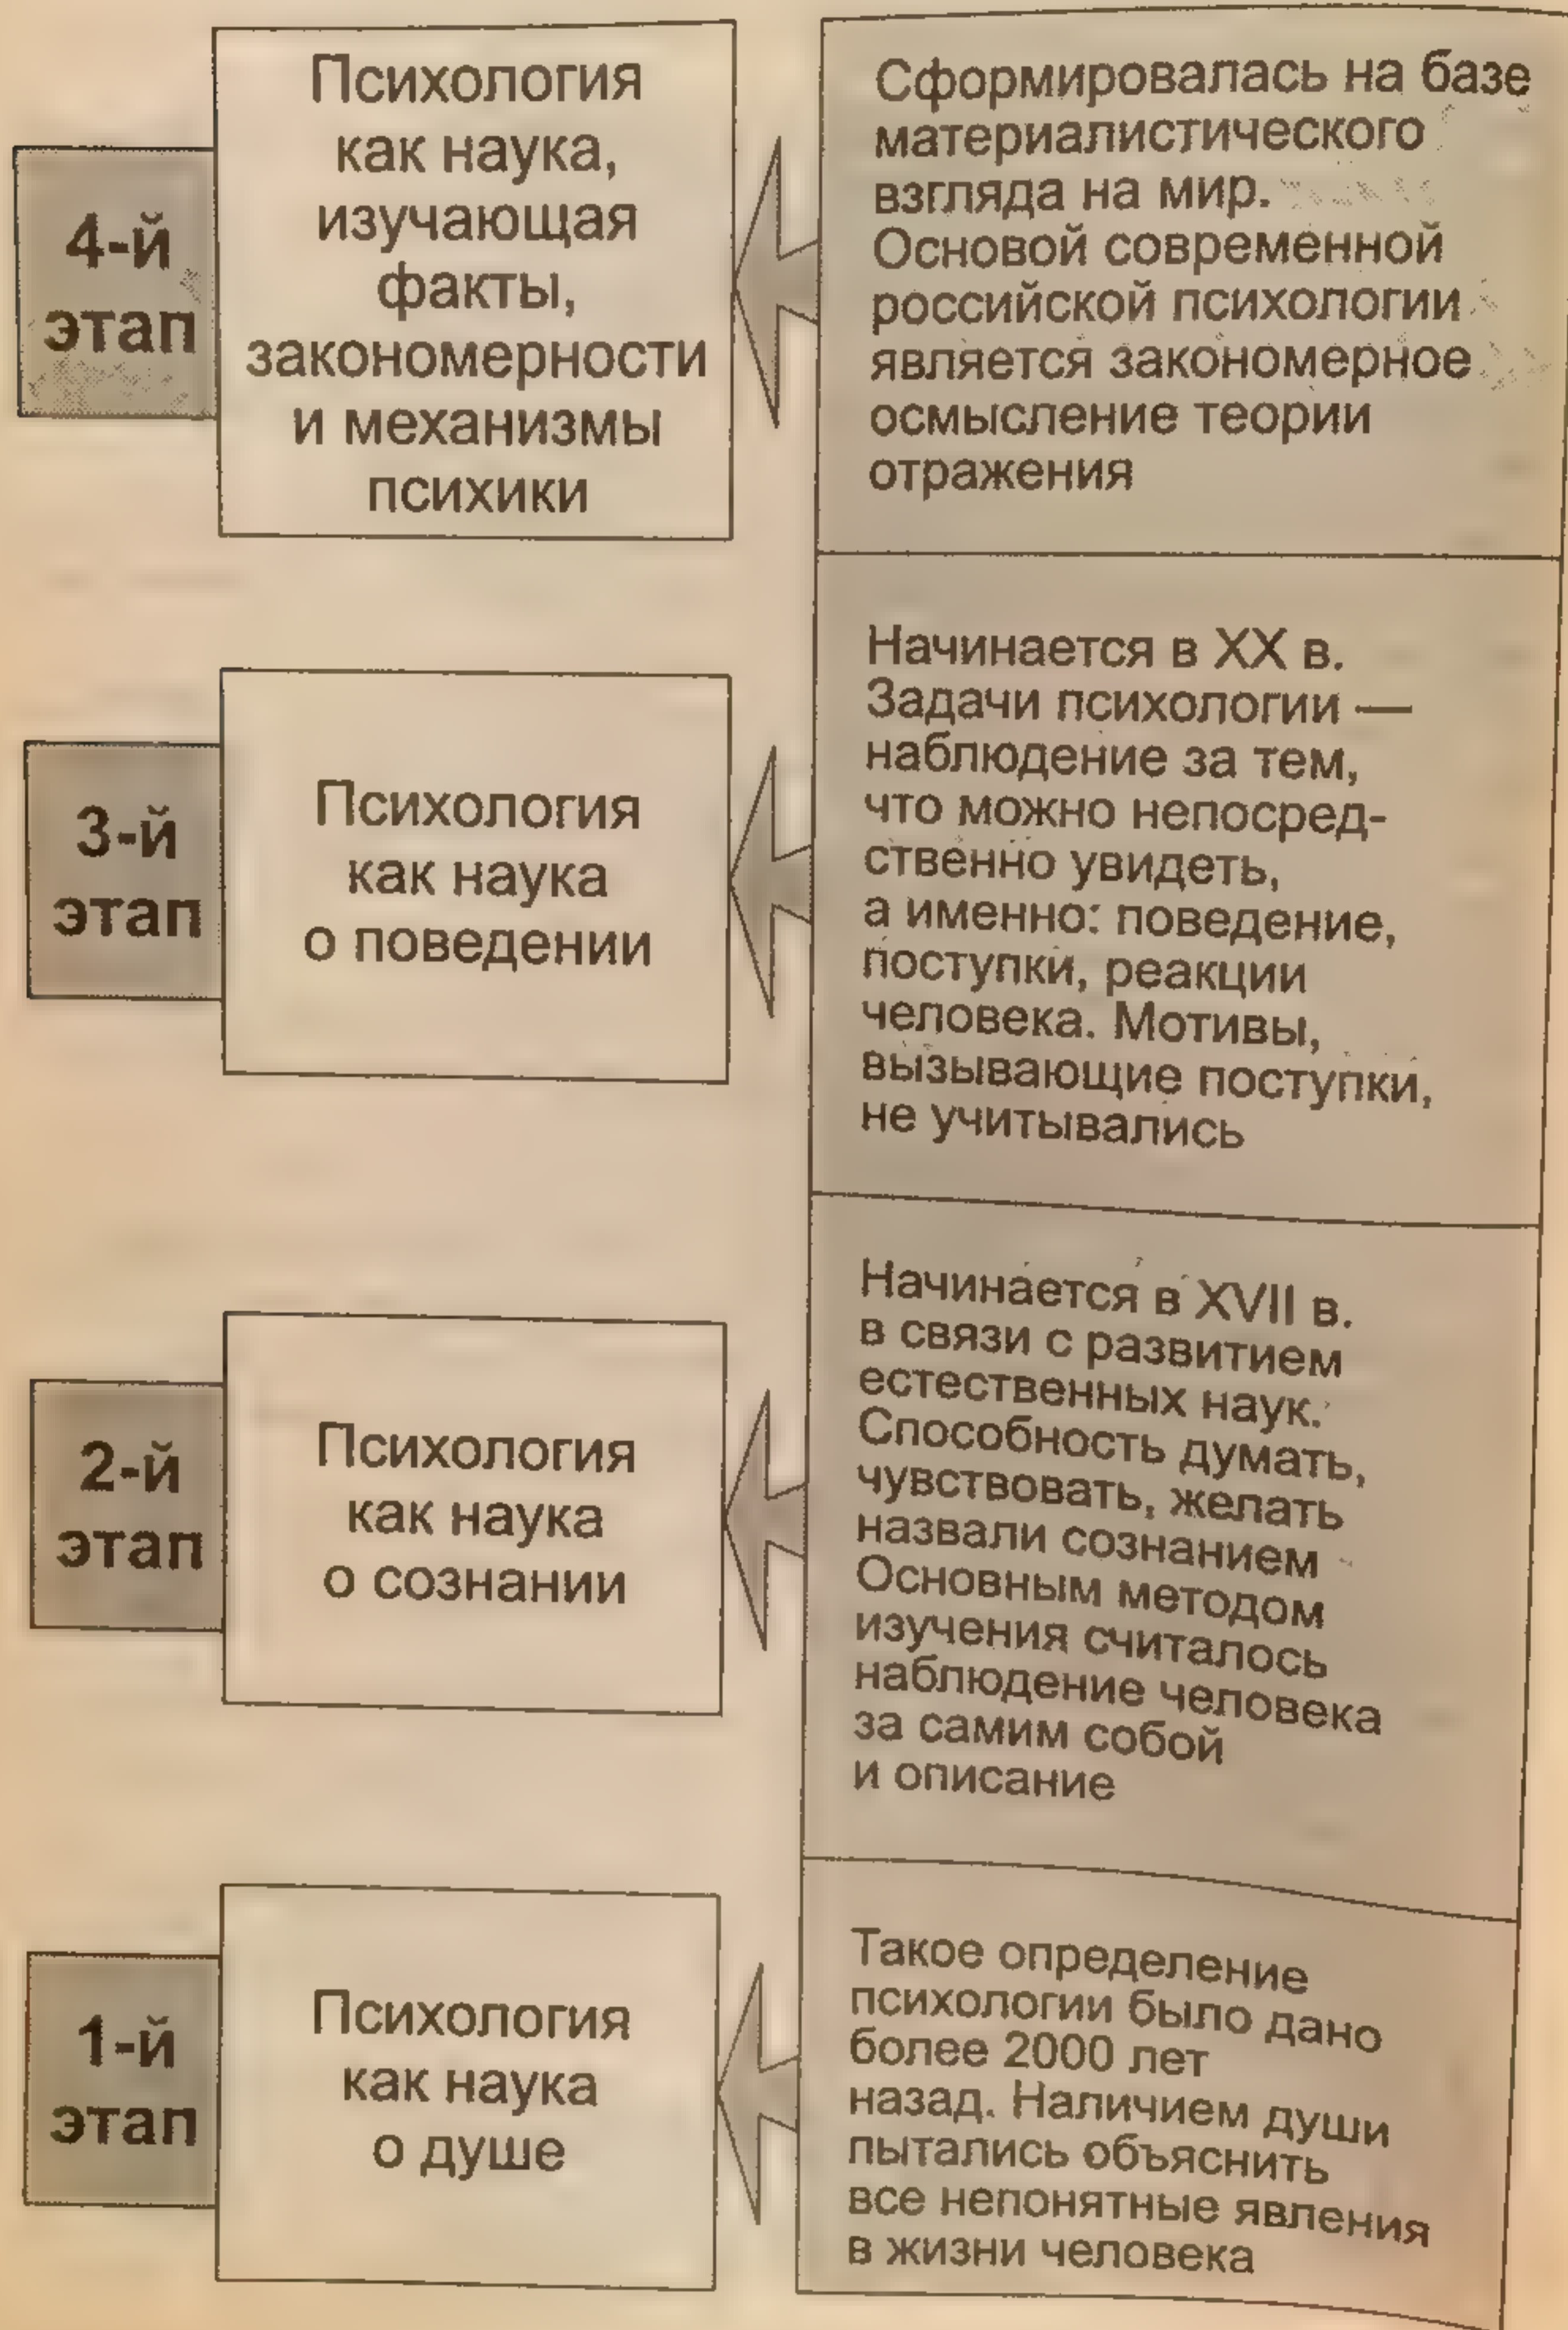 4-й
этап
Психология
как наука,
изучающая
факты,
закономерности
и механизмы
психики
Сформировалась на базе
материалистического
взгляда на мир.
Основой современной
российской психологии
является закономерное
осмысление теории
отражения
3-й
этап
Психология
как наука
о поведении
Начинается в XX в.
Задачи психологии —
наблюдение за тем,
что можно непосред-
ственно увидеть,
а именно: поведение,
поступки, реакции
человека. Мотивы,
вызывающие поступки,
не учитывались
2-й
этап
Психология
как наука
о сознании
Начинается в XVII в.
в связи с развитием
естественных наук.
Способность думать,
чувствовать, желать
назвали сознанием
Основным методом
изучения считалось
наблюдение человека
за самим собой
и описание
1-й
этап
Психология
как наука
о душе
Такое определение
психологии было дано
более 2000 лет
назад. Наличием души
пытались объяснить
все непонятные явления
в жизни человека